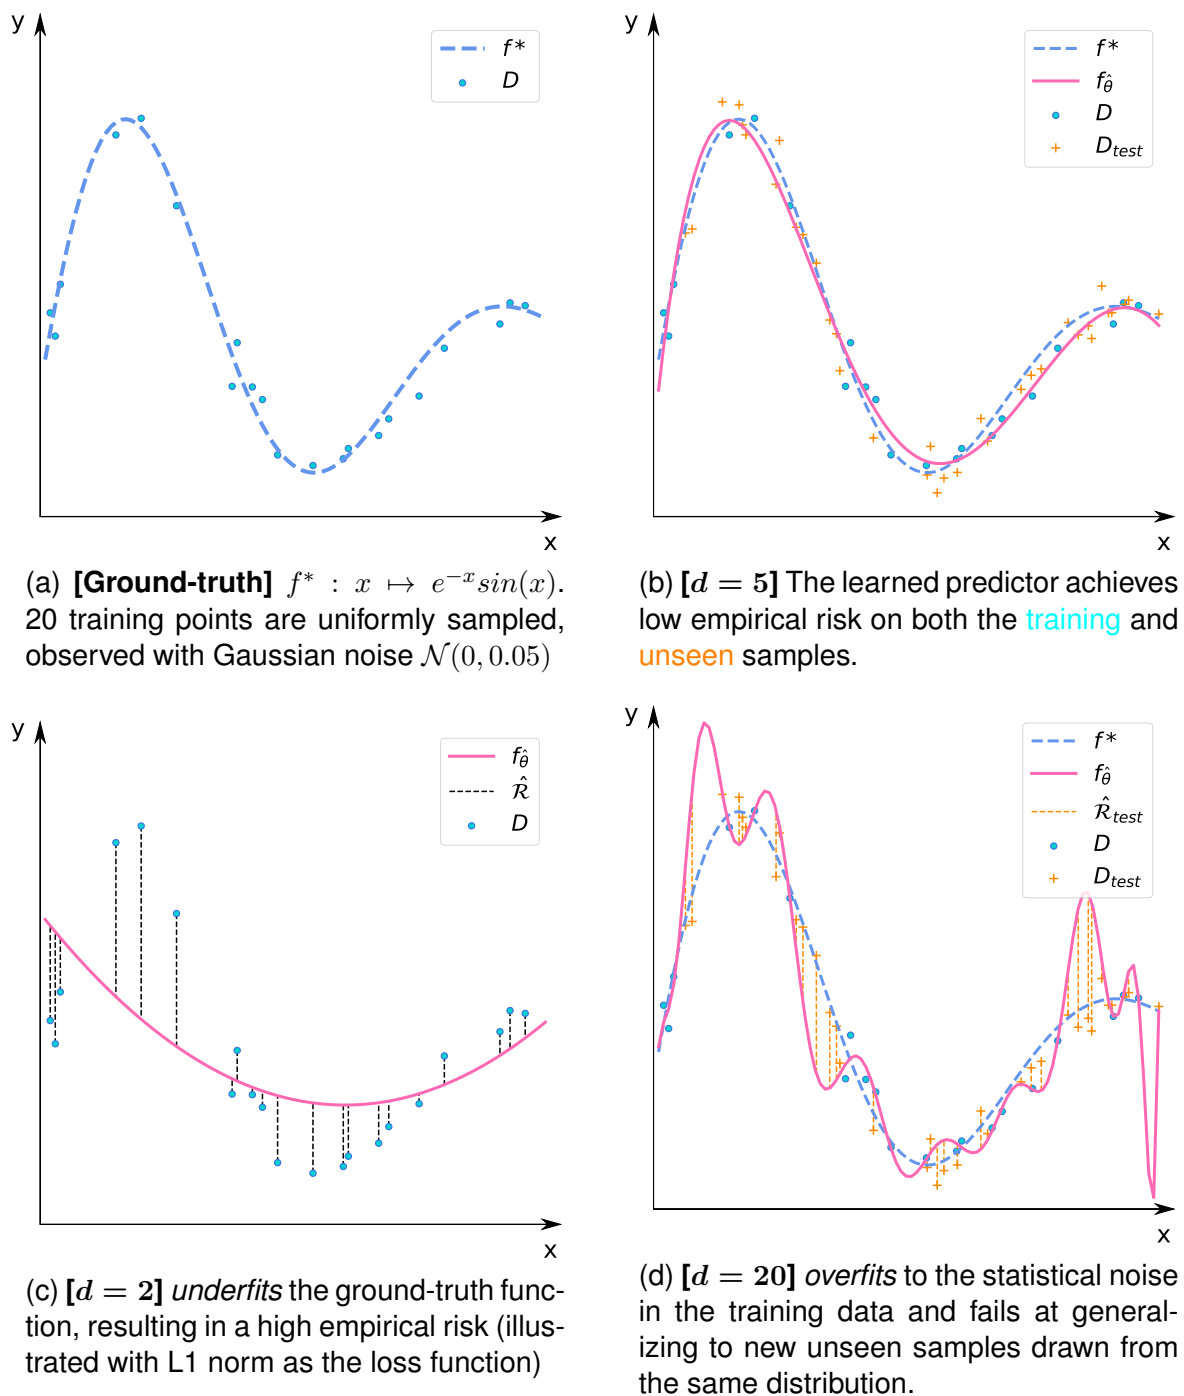 y
f*
D
x
(a) [Ground-truth] f* : x ↦ e^{-x}sin(x).
20 training points are uniformly sampled,
observed with Gaussian noise 𝒩(0, 0.05)
y
f*
f_θ̂
D
D_test
x
(b) [d = 5] The learned predictor achieves
low empirical risk on both the training and
unseen samples.
y
f_θ̂
ℛ̂
D
x
(c) [d = 2] underfits the ground-truth func-
tion, resulting in a high empirical risk (illus-
trated with L1 norm as the loss function)
y
f*
f_θ̂
ℛ̂_test
D
D_test
x
(d) [d = 20] overfits to the statistical noise
in the training data and fails at general-
izing to new unseen samples drawn from
the same distribution.